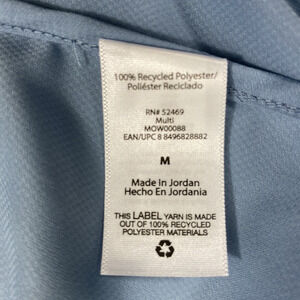 100% Recycled Polyester/
Poliéster Reciclado
RN# 52469
Multi
MOW00088
EAN/UPC 8 8496828882
M
Made In Jordan
Hecho En Jordania
THIS LABEL YARN IS MADE
OUT OF 100% RECYCLED
POLYESTER MATERIALS